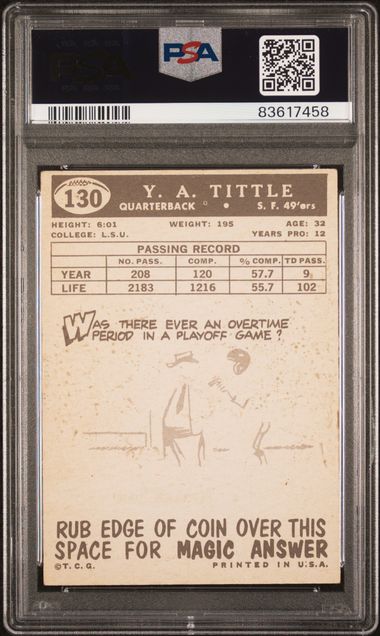 PSA
PSA
83617458
130
Y. A. TITTLE
QUARTERBACK • S. F. 49'ers
HEIGHT: 6:01 WEIGHT: 195 AGE: 32
COLLEGE: L.S.U. YEARS PRO: 12
PASSING RECORD
NO. PASS. COMP. % COMP. TD PASS.
YEAR 208 120 57.7 9
LIFE 2183 1216 55.7 102
WAS THERE EVER AN OVERTIME
PERIOD IN A PLAYOFF GAME?
RUB EDGE OF COIN OVER THIS
SPACE FOR MAGIC ANSWER
©T.C.G. PRINTED IN U.S.A.